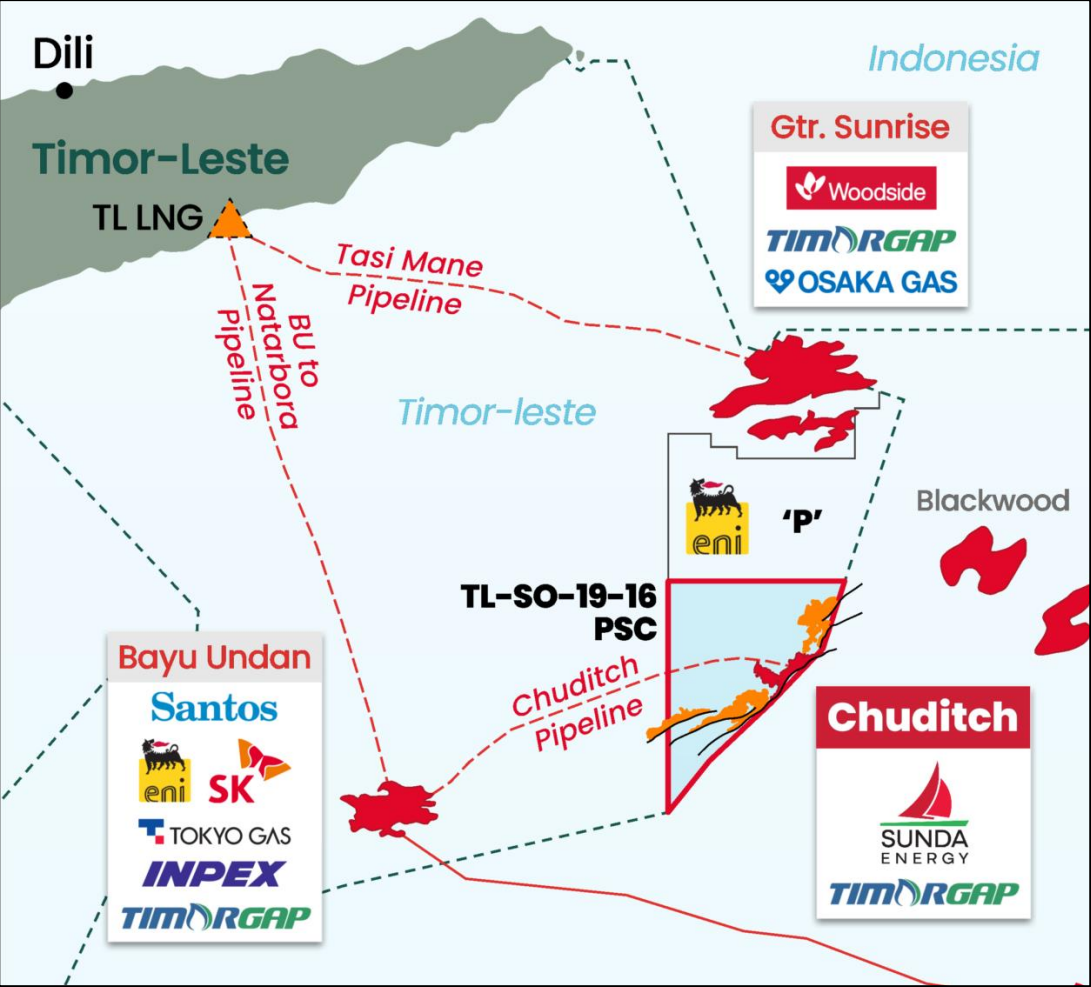 Dili
Indonesia
Timor-Leste
TL LNG
Gtr. Sunrise
Woodside
TIMORGAP
OSAKA GAS
Tasi Mane
Pipeline
BU to
Natarbora
Pipeline
Timor-leste
Blackwood
eni
'P'
TL-SO-19-16
PSC
Chuditch
Pipeline
Bayu Undan
Santos
eni
SK
TOKYO GAS
INPEX
TIMORGAP
Chuditch
SUNDA
ENERGY
TIMORGAP